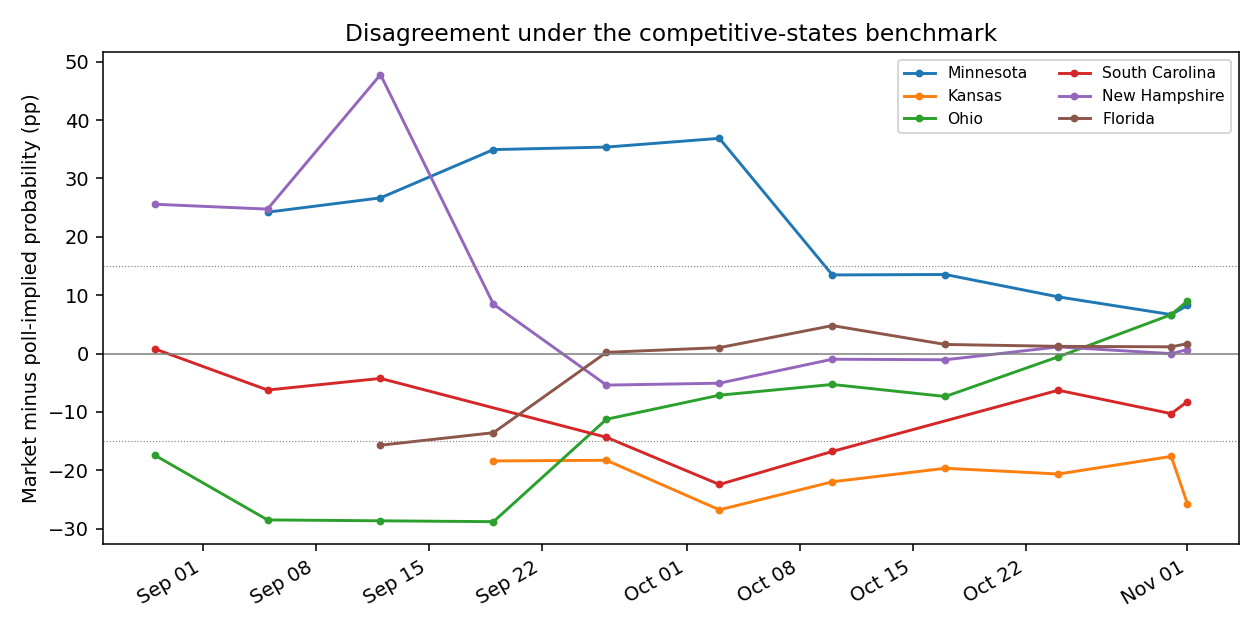 Disagreement under the competitive-states benchmark
Market minus poll-implied probability (pp)
50
40
30
20
10
0
−10
−20
−30
Minnesota
Kansas
Ohio
South Carolina
New Hampshire
Florida
Sep 01
Sep 08
Sep 15
Sep 22
Oct 01
Oct 08
Oct 15
Oct 22
Nov 01